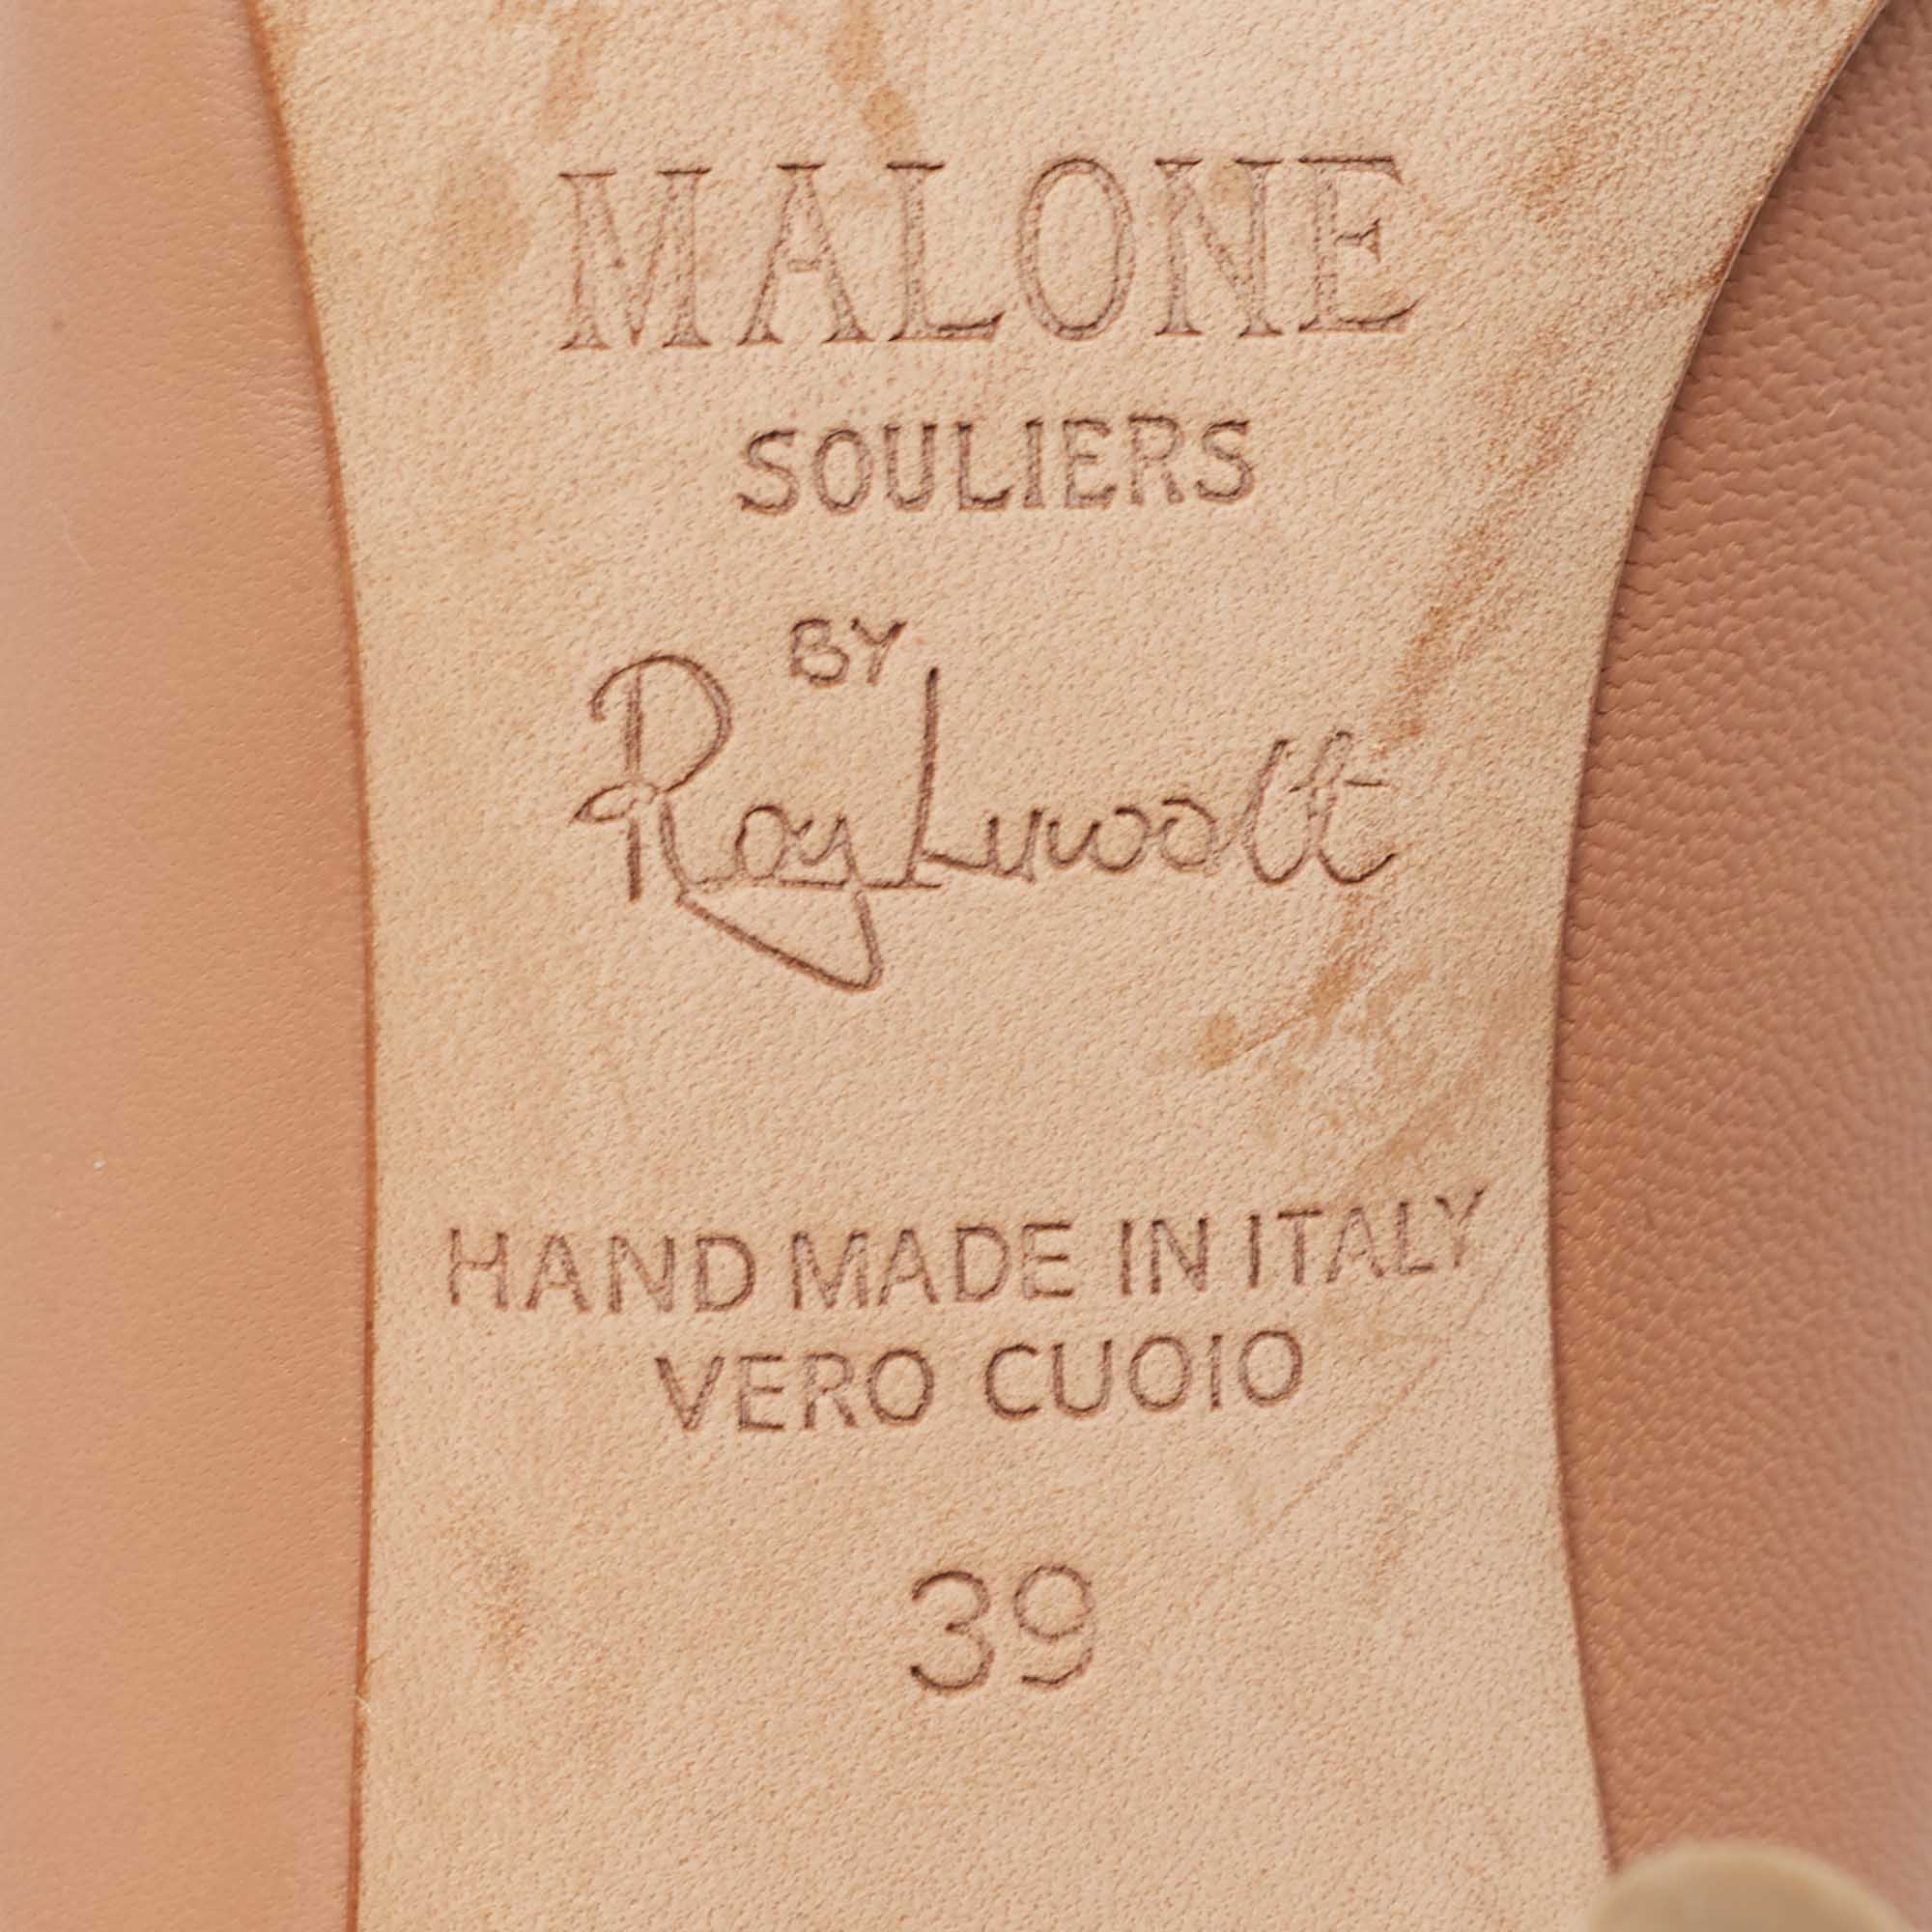 MALONE
SOULIERS
BY
Roy Luwolt
HAND MADE IN ITALY
VERO CUOIO
39